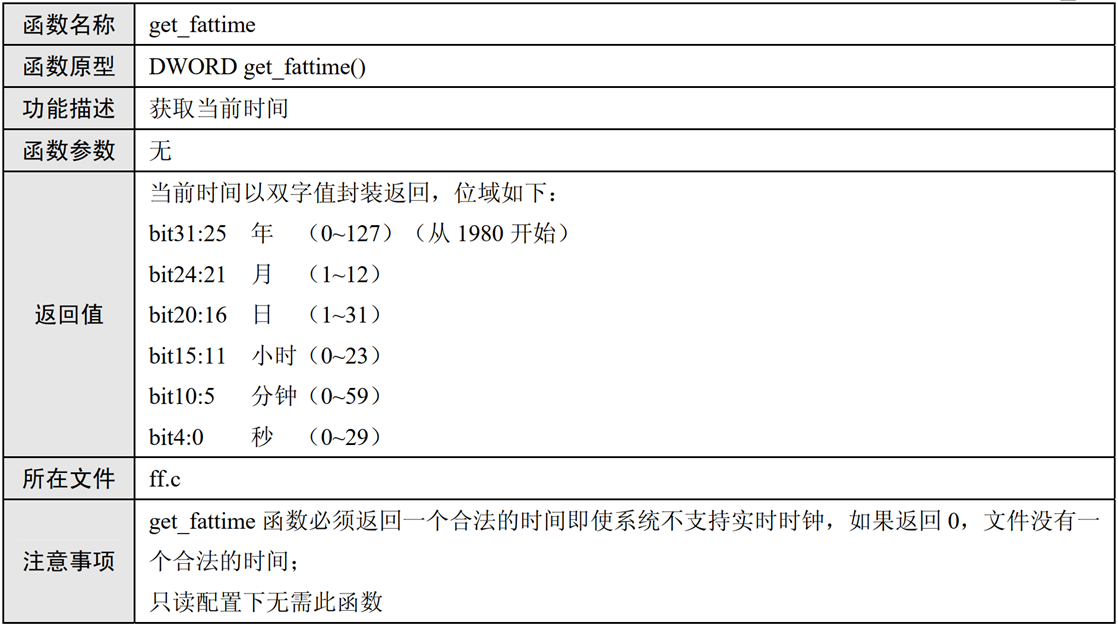 函数名称 get_fattime
函数原型 DWORD get_fattime()
功能描述 获取当前时间
函数参数 无
返回值
当前时间以双字值封装返回，位域如下：
bit31:25 年 （0~127）（从 1980 开始）
bit24:21 月 （1~12）
bit20:16 日 （1~31）
bit15:11 小时（0~23）
bit10:5 分钟（0~59）
bit4:0 秒 （0~29）
所在文件 ff.c
注意事项
get_fattime 函数必须返回一个合法的时间即使系统不支持实时时钟，如果返回 0，文件没有一
个合法的时间；
只读配置下无需此函数